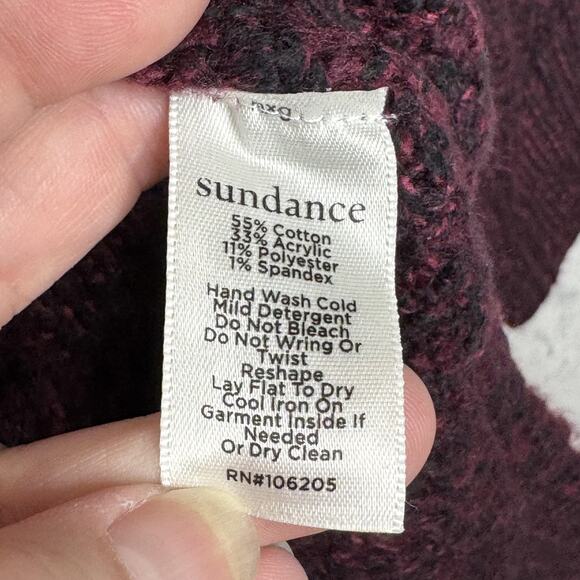 sundance
55% Cotton
33% Acrylic
11% Polyester
1% Spandex
Hand Wash Cold
Mild Detergent
Do Not Bleach
Do Not Wring Or
Twist
Reshape
Lay Flat To Dry
Cool Iron On
Garment Inside If
Needed
Or Dry Clean
RN#106205